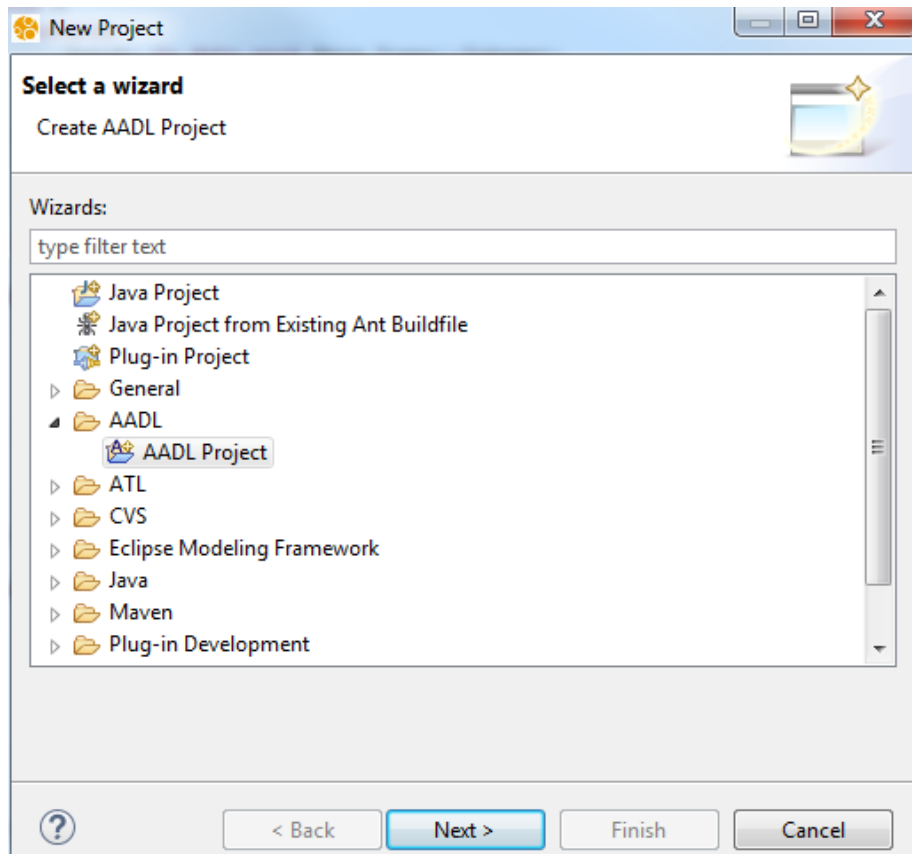 New Project
Select a wizard
Create AADL Project
Wizards:
type filter text
Java Project
Java Project from Existing Ant Buildfile
Plug-in Project
General
AADL
AADL Project
ATL
CVS
Eclipse Modeling Framework
Java
Maven
Plug-in Development
? < Back Next > Finish Cancel